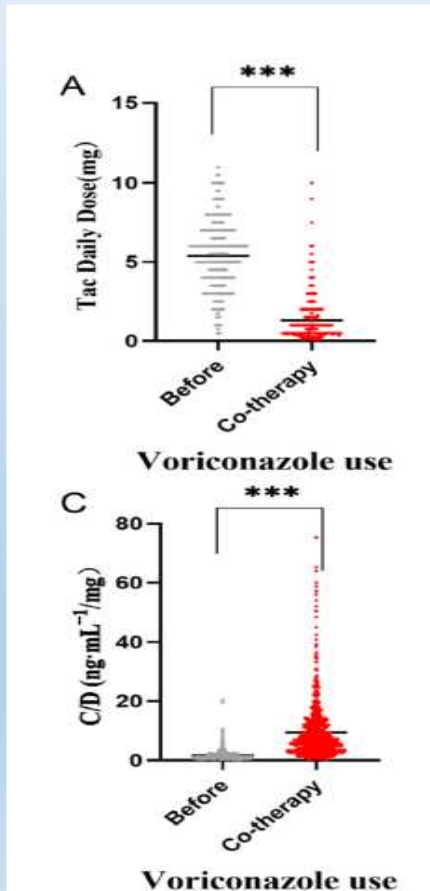 A
***
Tac Daily Dose(mg)
15
10
5
0
Before
Co-therapy
Voriconazole use
C
***
C/D (ng·mL⁻¹/mg)
80
60
40
20
0
Before
Co-therapy
Voriconazole use